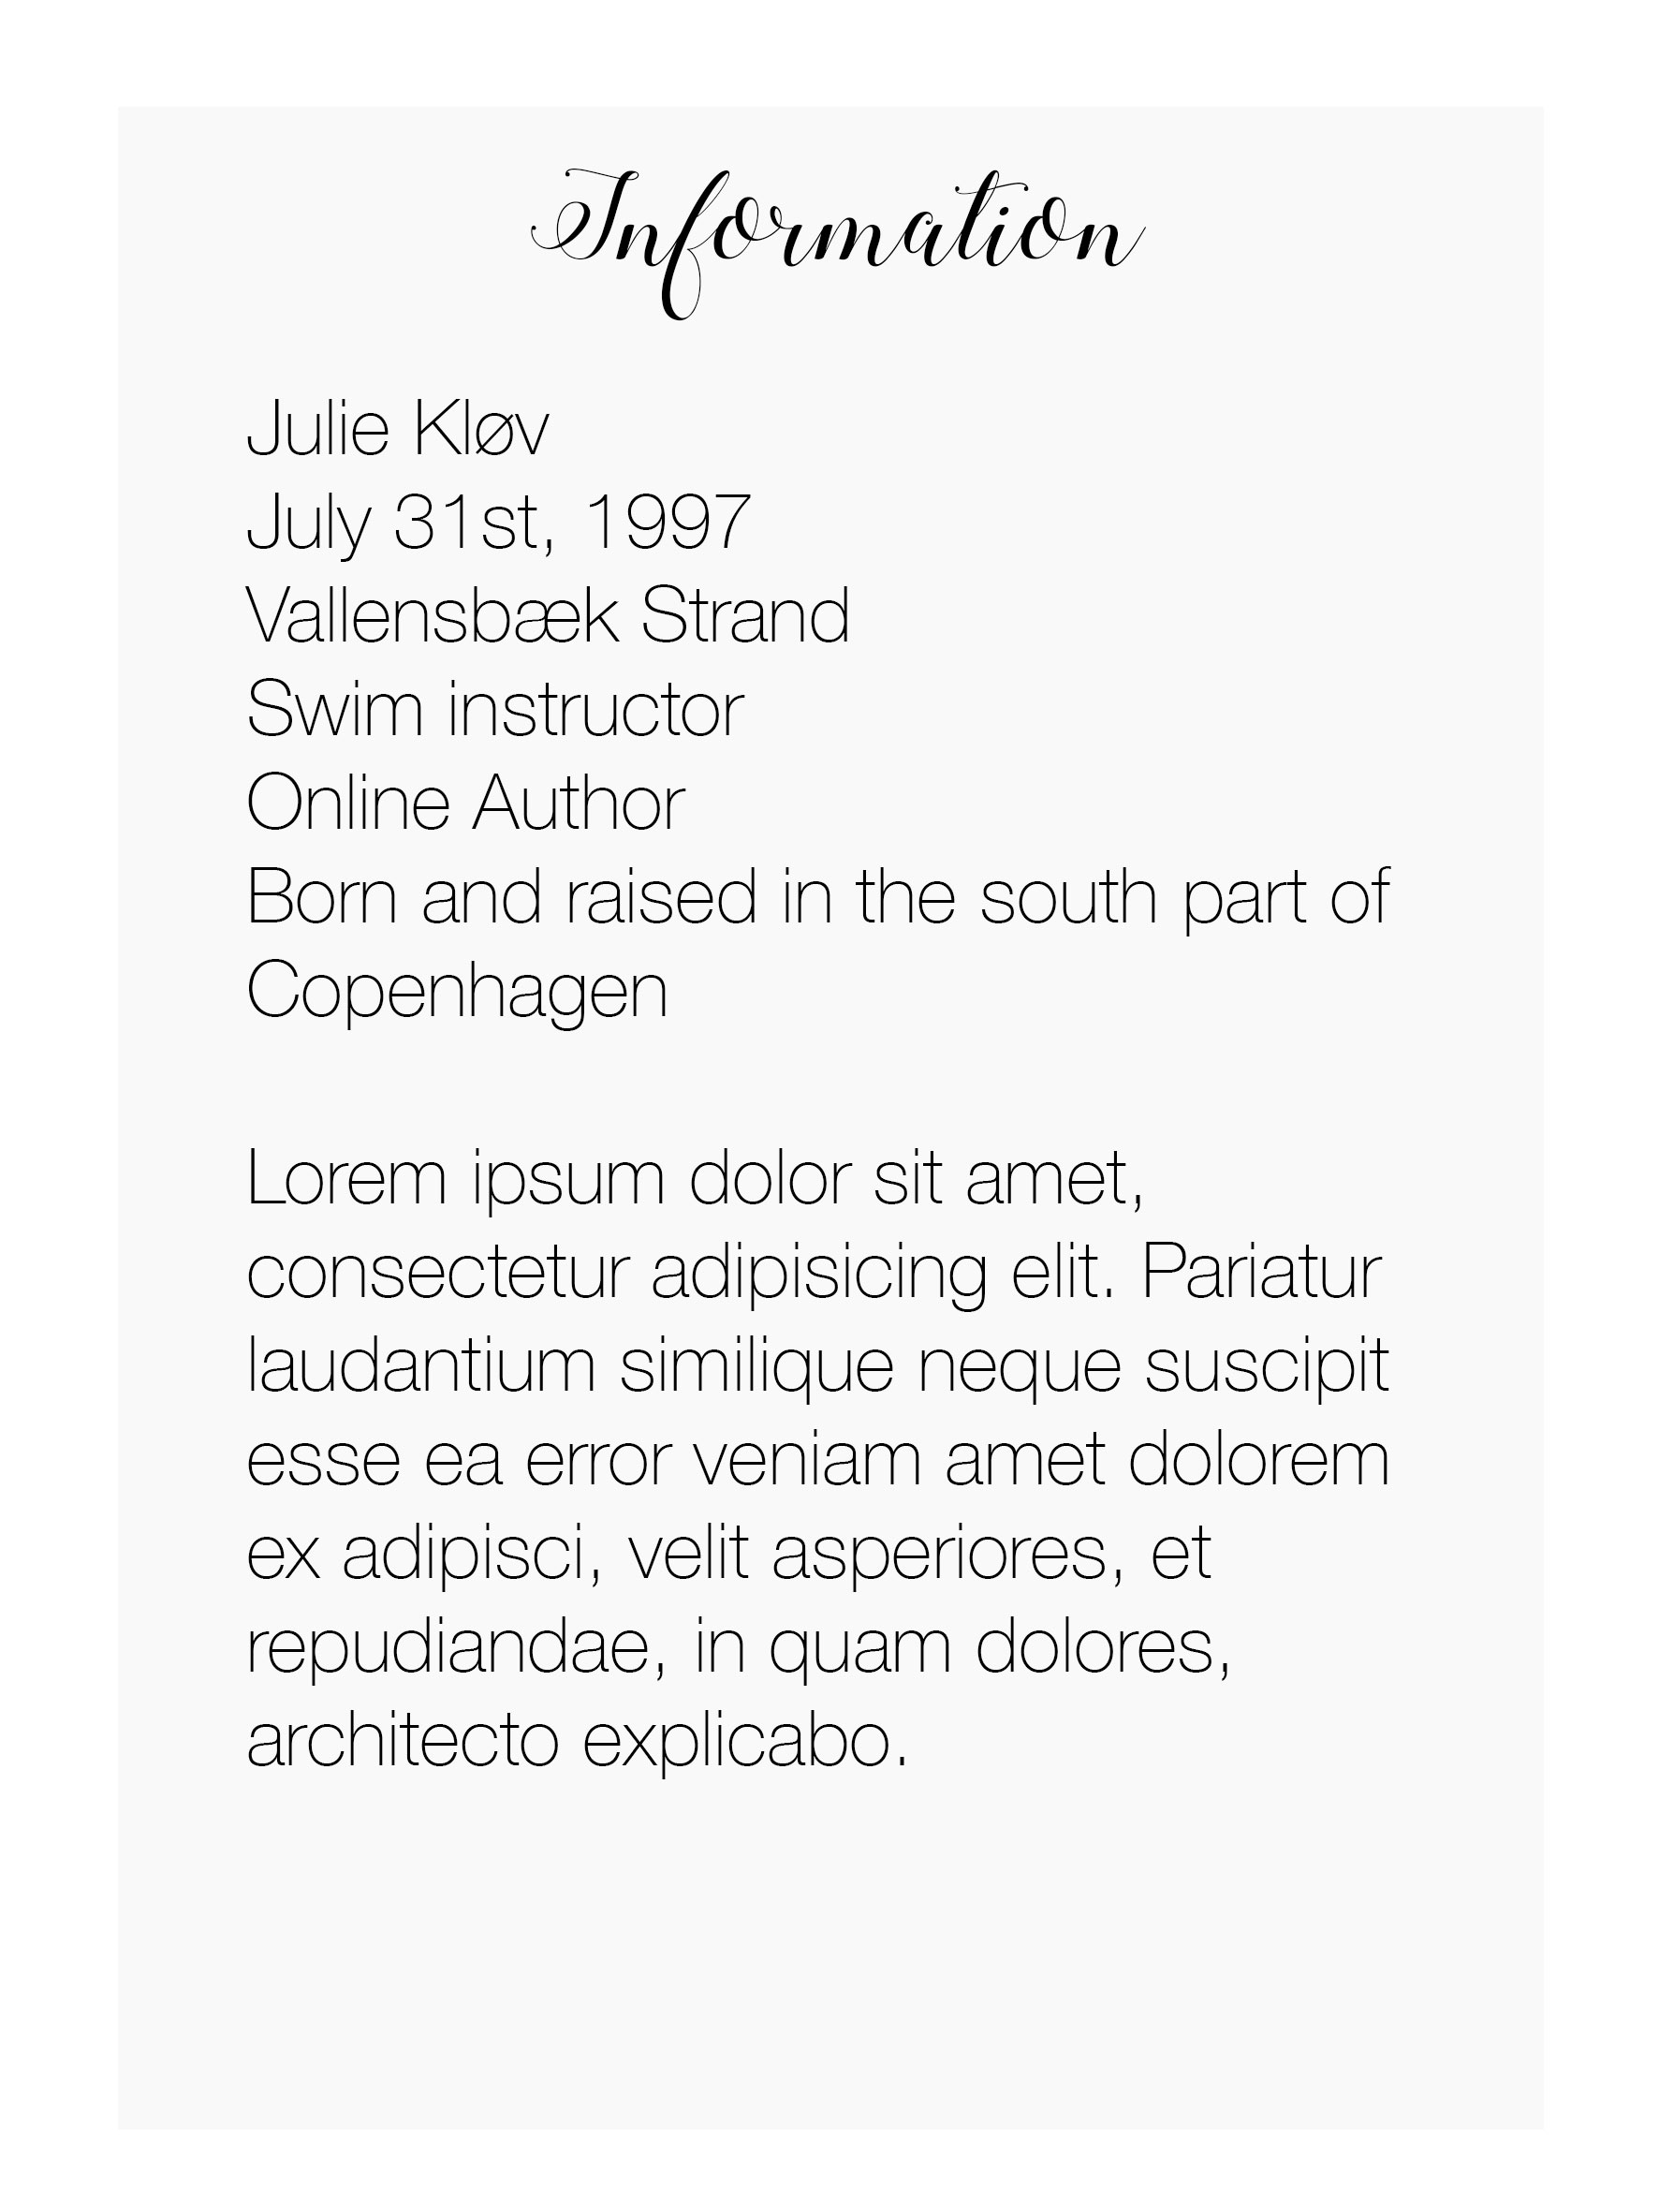 Information
Julie Kløv
July 31st, 1997
Vallensbæk Strand
Swim instructor
Online Author
Born and raised in the south part of
Copenhagen
Lorem ipsum dolor sit amet,
consectetur adipisicing elit. Pariatur
laudantium similique neque suscipit
esse ea error veniam amet dolorem
ex adipisci, velit asperiores, et
repudiandae, in quam dolores,
architecto explicabo.